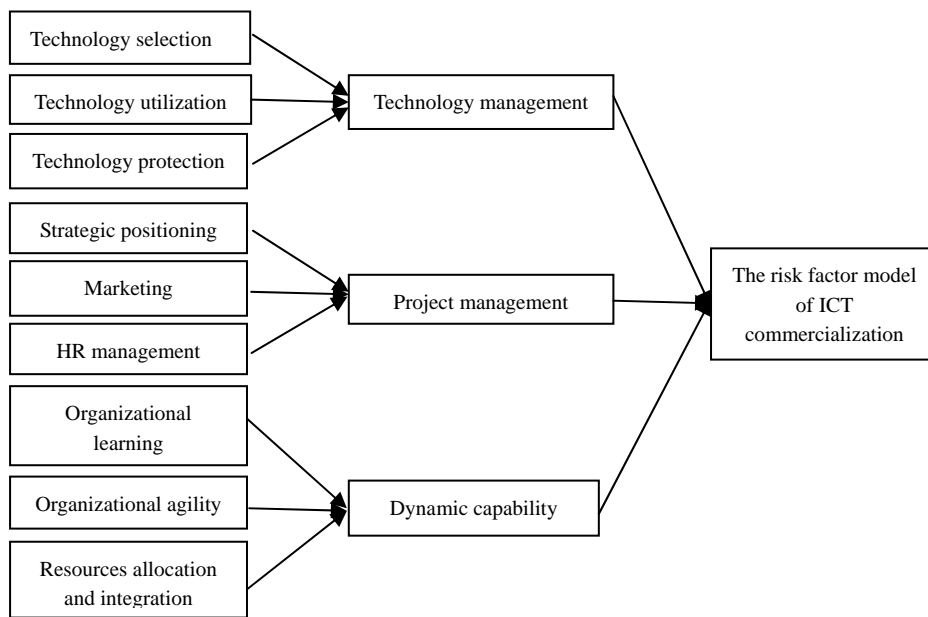 Technology selection
Technology utilization
Technology protection
Strategic positioning
Marketing
HR management
Organizational
learning
Organizational agility
Resources allocation
and integration
Technology management
Project management
Dynamic capability
The risk factor model
of ICT
commercialization